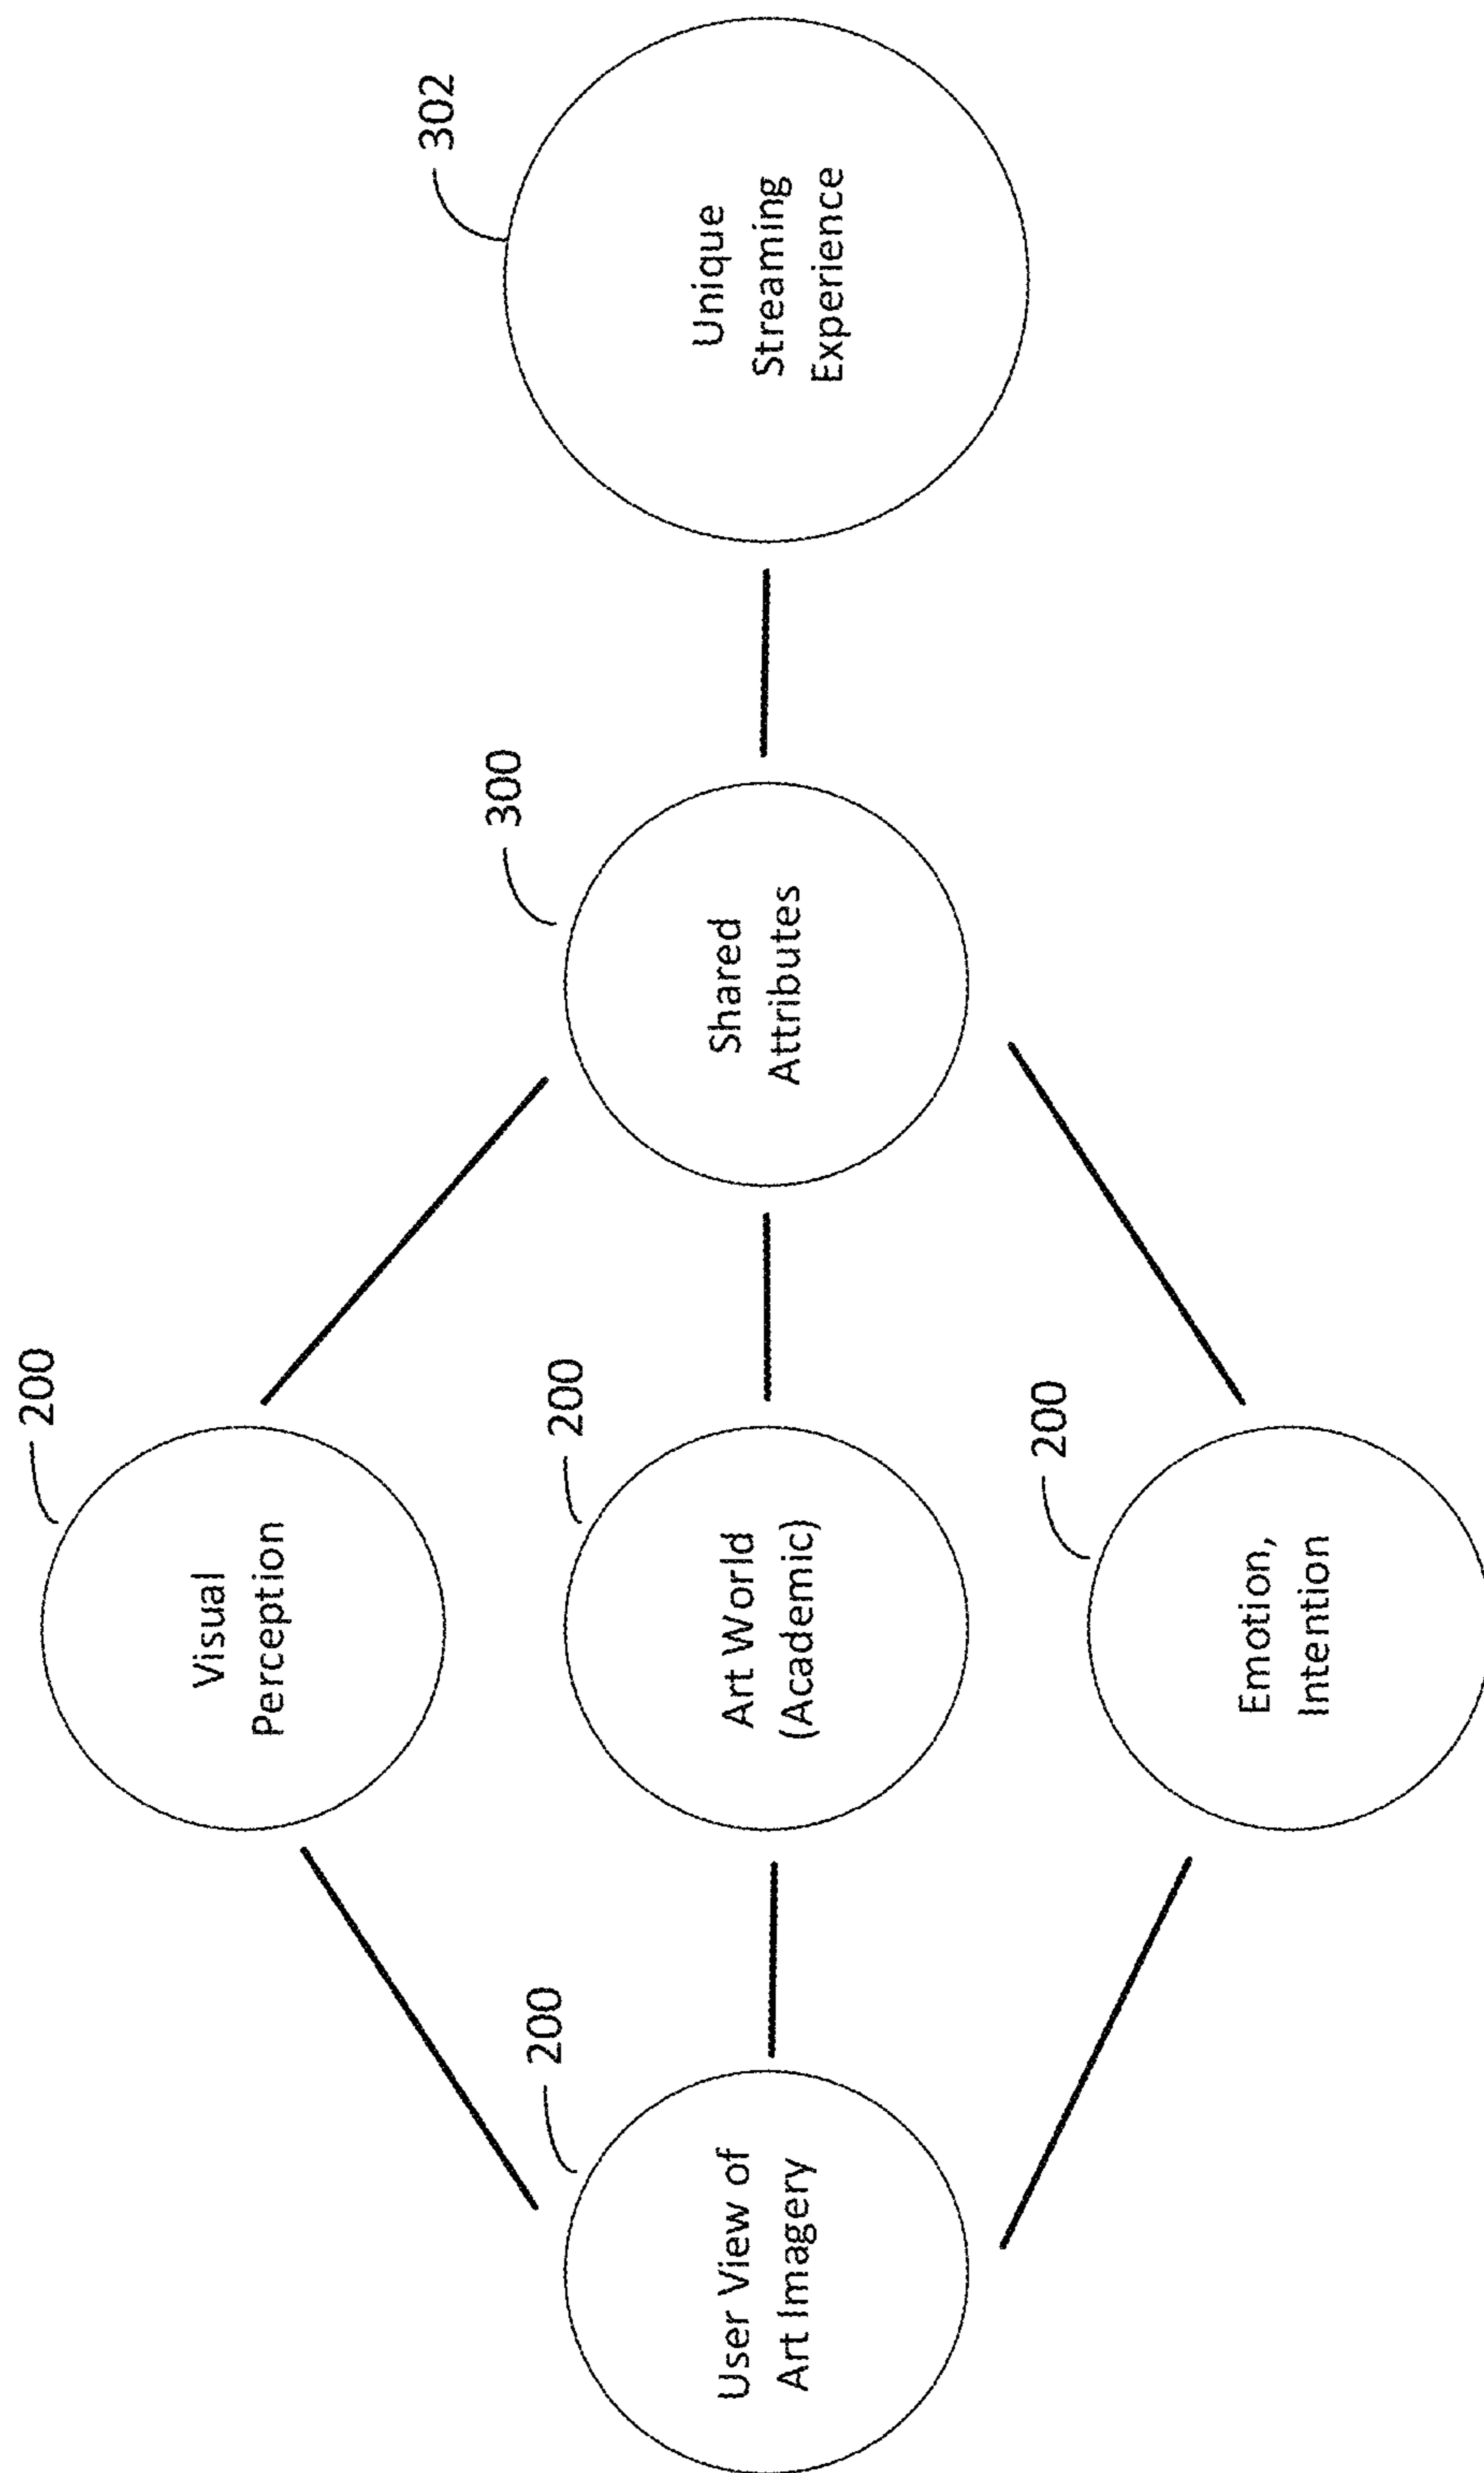 200
Visual
Perception
200
User View of
Art Imagery
200
Art World
(Academic)
300
Shared
Attributes
302
Unique
Streaming
Experience
200
Emotion,
Intention